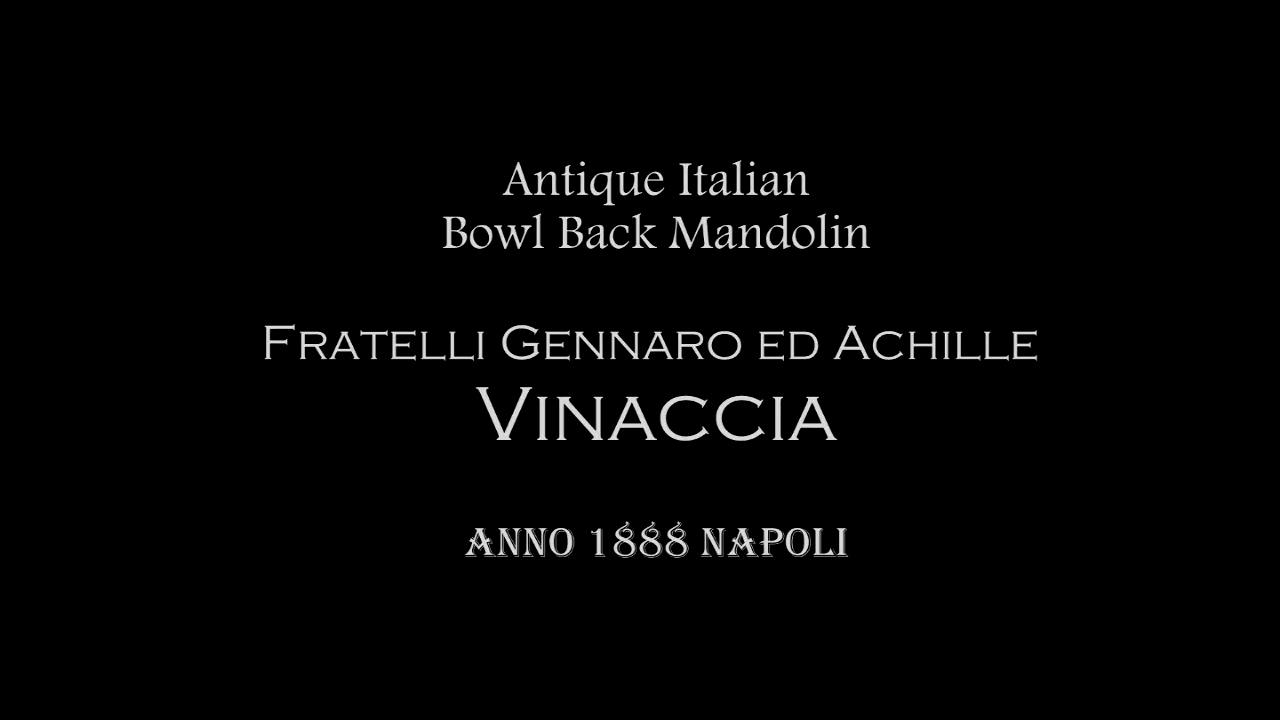 Antique Italian
Bowl Back Mandolin
Fratelli Gennaro ed Achille
Vinaccia
ANNO 1888 NAPOLI